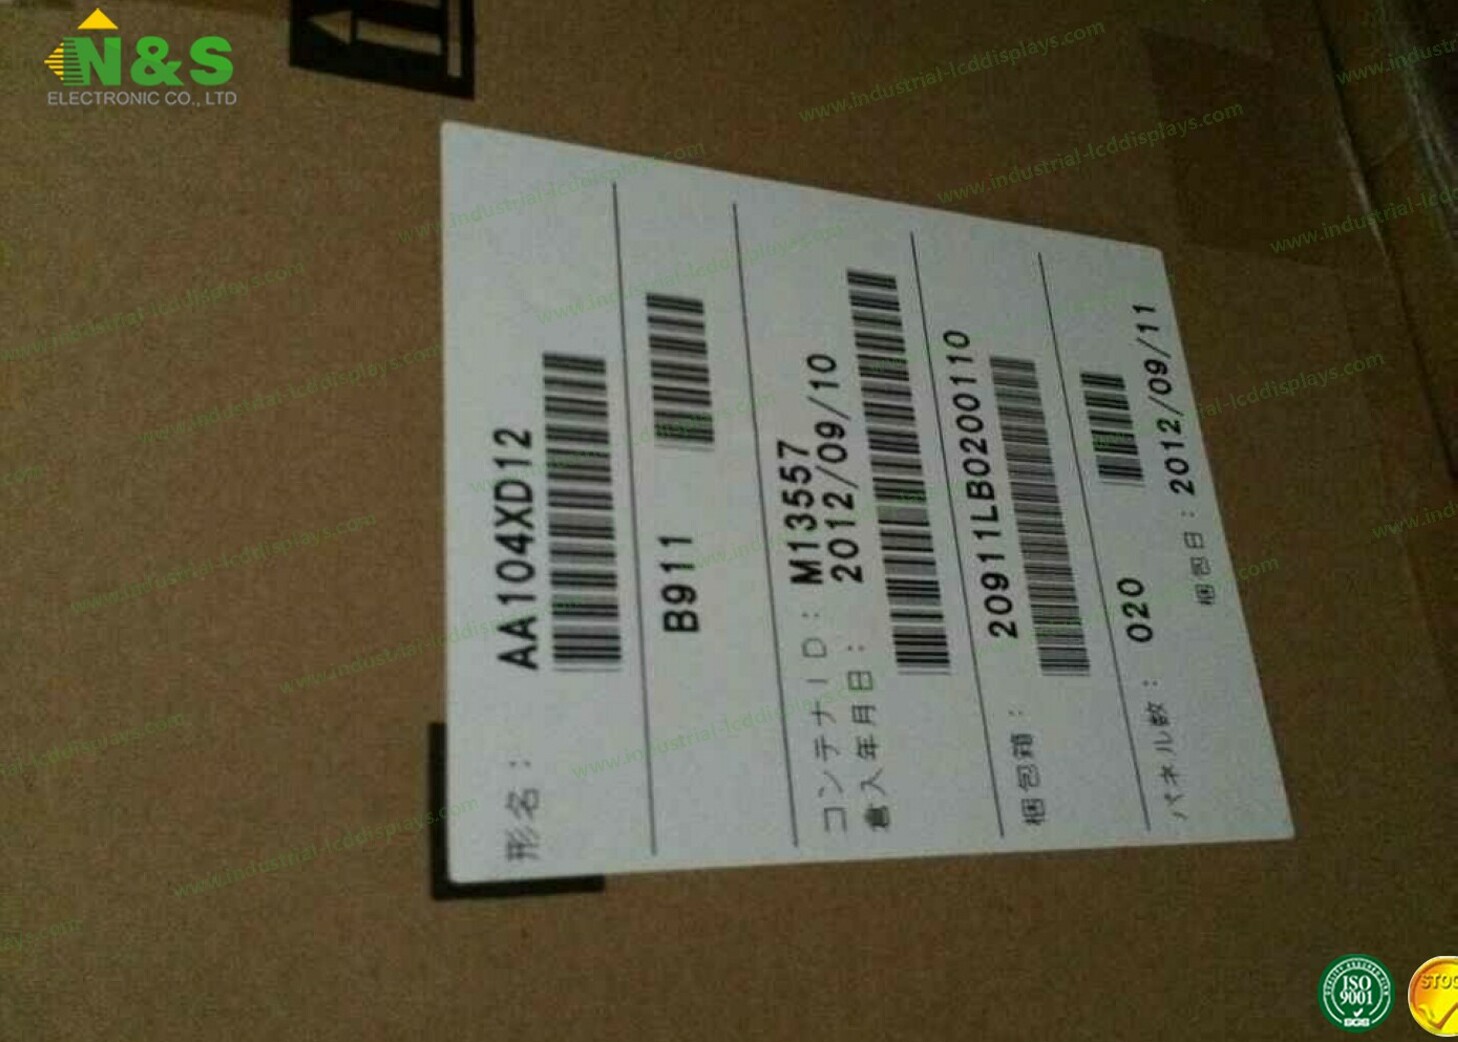 N&S
ELECTRONIC CO., LTD
形名：
AA104XD12
B911
コンテナID：M13557
倉入年月日：2012/09/10
梱包箱：20911LB0200110
パネル数：020
梱包日：2012/09/11
www.industrial-lcddisplays.com
ISO
9001
SGS